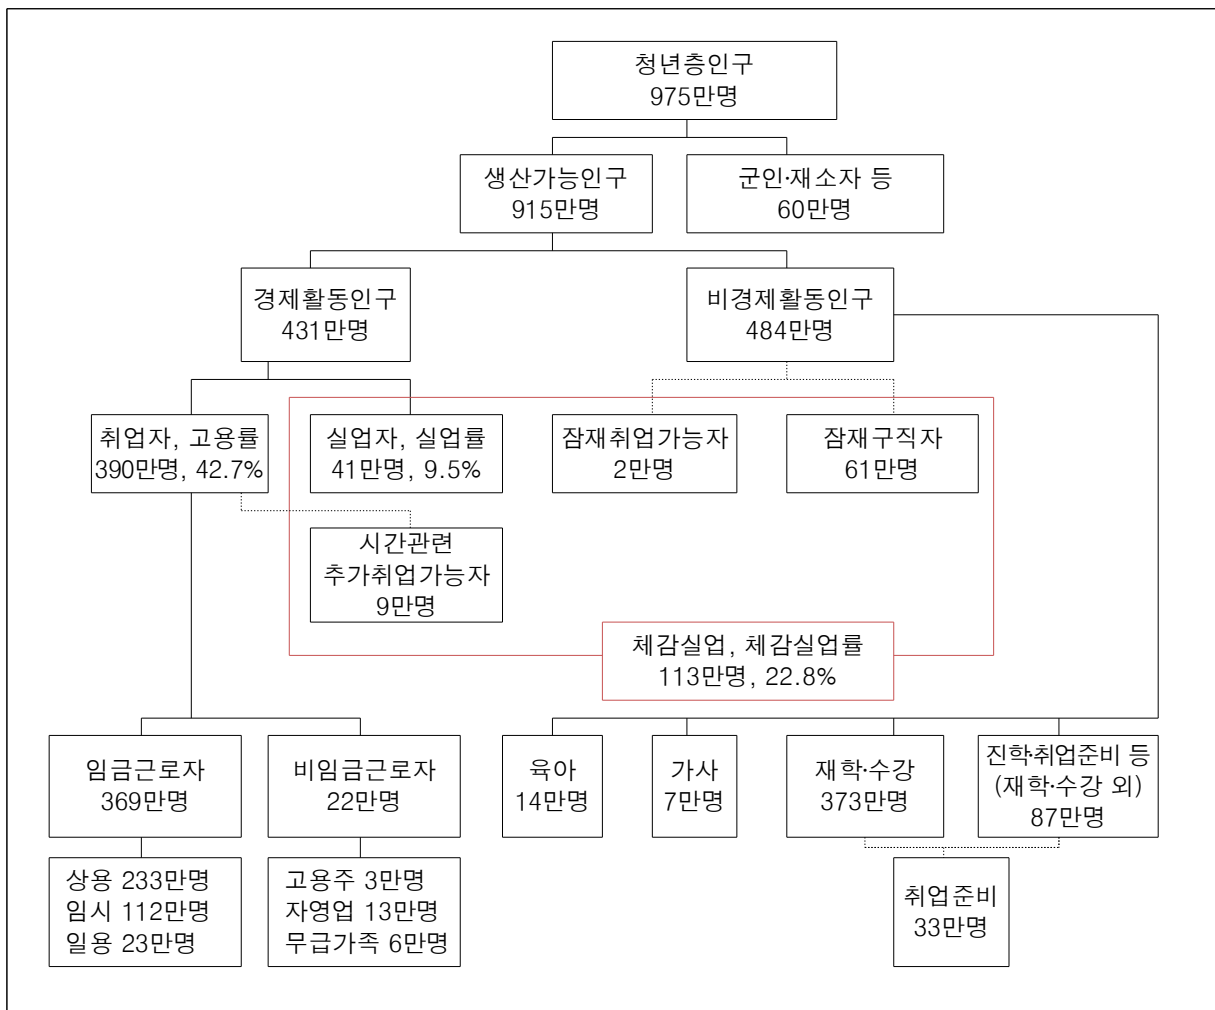 청년층인구
975만명
생산가능인구
915만명
군인·재소자 등
60만명
경제활동인구
431만명
비경제활동인구
484만명
취업자, 고용률
390만명, 42.7%
실업자, 실업률
41만명, 9.5%
잠재취업가능자
2만명
잠재구직자
61만명
시간관련
추가취업가능자
9만명
체감실업, 체감실업률
113만명, 22.8%
임금근로자
369만명
비임금근로자
22만명
육아
14만명
가사
7만명
재학·수강
373만명
진학·취업준비 등
(재학·수강 외)
87만명
상용 233만명
임시 112만명
일용 23만명
고용주 3만명
자영업 13만명
무급가족 6만명
취업준비
33만명